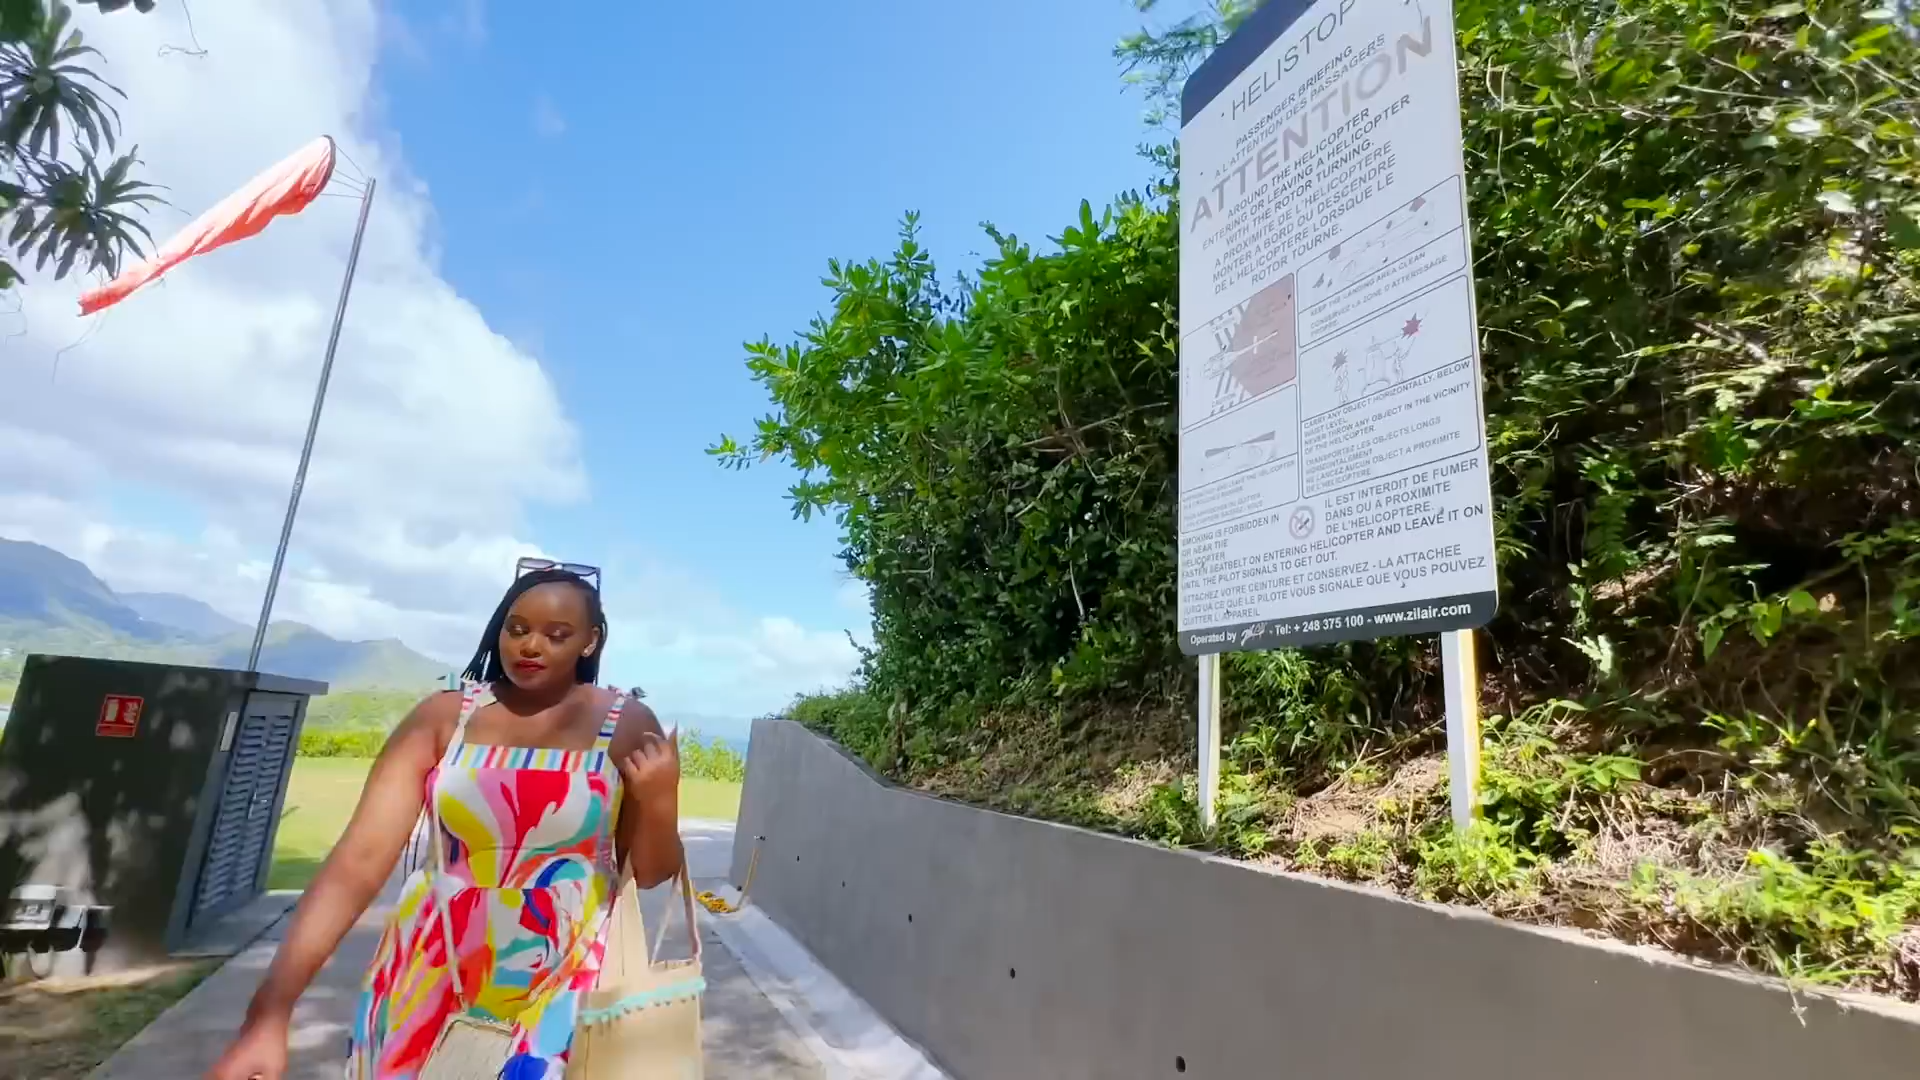 HELISTOP
PASSENGER BRIEFING
A L'ATTENTION DES PASSAGERS
ATTENTION
AROUND THE HELICOPTER
ENTERING OR LEAVING A HELICOPTER
WITH THE ROTOR TURNING.
A PROXIMITE DE L'HELICOPTERE
MONTER A BORD OU DESCENDRE
DE L'HELICOPTERE LORSQUE LE
ROTOR TOURNE.
KEEP THE LANDING AREA CLEAN
CONSERVEZ LA ZONE D'ATTERISSAGE
PROPRE.
CAUTION
CARRY ANY OBJECT HORIZONTALLY, BELOW
WAIST LEVEL.
NEVER THROW ANY OBJECT IN THE VICINITY
OF THE HELICOPTER.
TRANSPORTEZ LES OBJECTS LONGS
HORIZONTALEMENT
NE LANCEZ AUCUN OBJECT A PROXIMITE
DE L'HELICOPTERE.
SMOKING IS FORBIDDEN IN
OR NEAR THE
HELICOPTER
IL EST INTERDIT DE FUMER
DANS OU A PROXIMITE
DE L'HELICOPTERE.
FASTEN SEATBELT ON ENTERING HELICOPTER AND LEAVE IT ON
UNTIL THE PILOT SIGNALS TO GET OUT.
ATTACHEZ VOTRE CEINTURE ET CONSERVEZ - LA ATTACHEE
JUSQU'A CE QUE LE PILOTE VOUS SIGNALE QUE VOUS POUVEZ
QUITTER L'APPAREIL
Operated by - Tel: + 248 375 100 - www.zilair.com